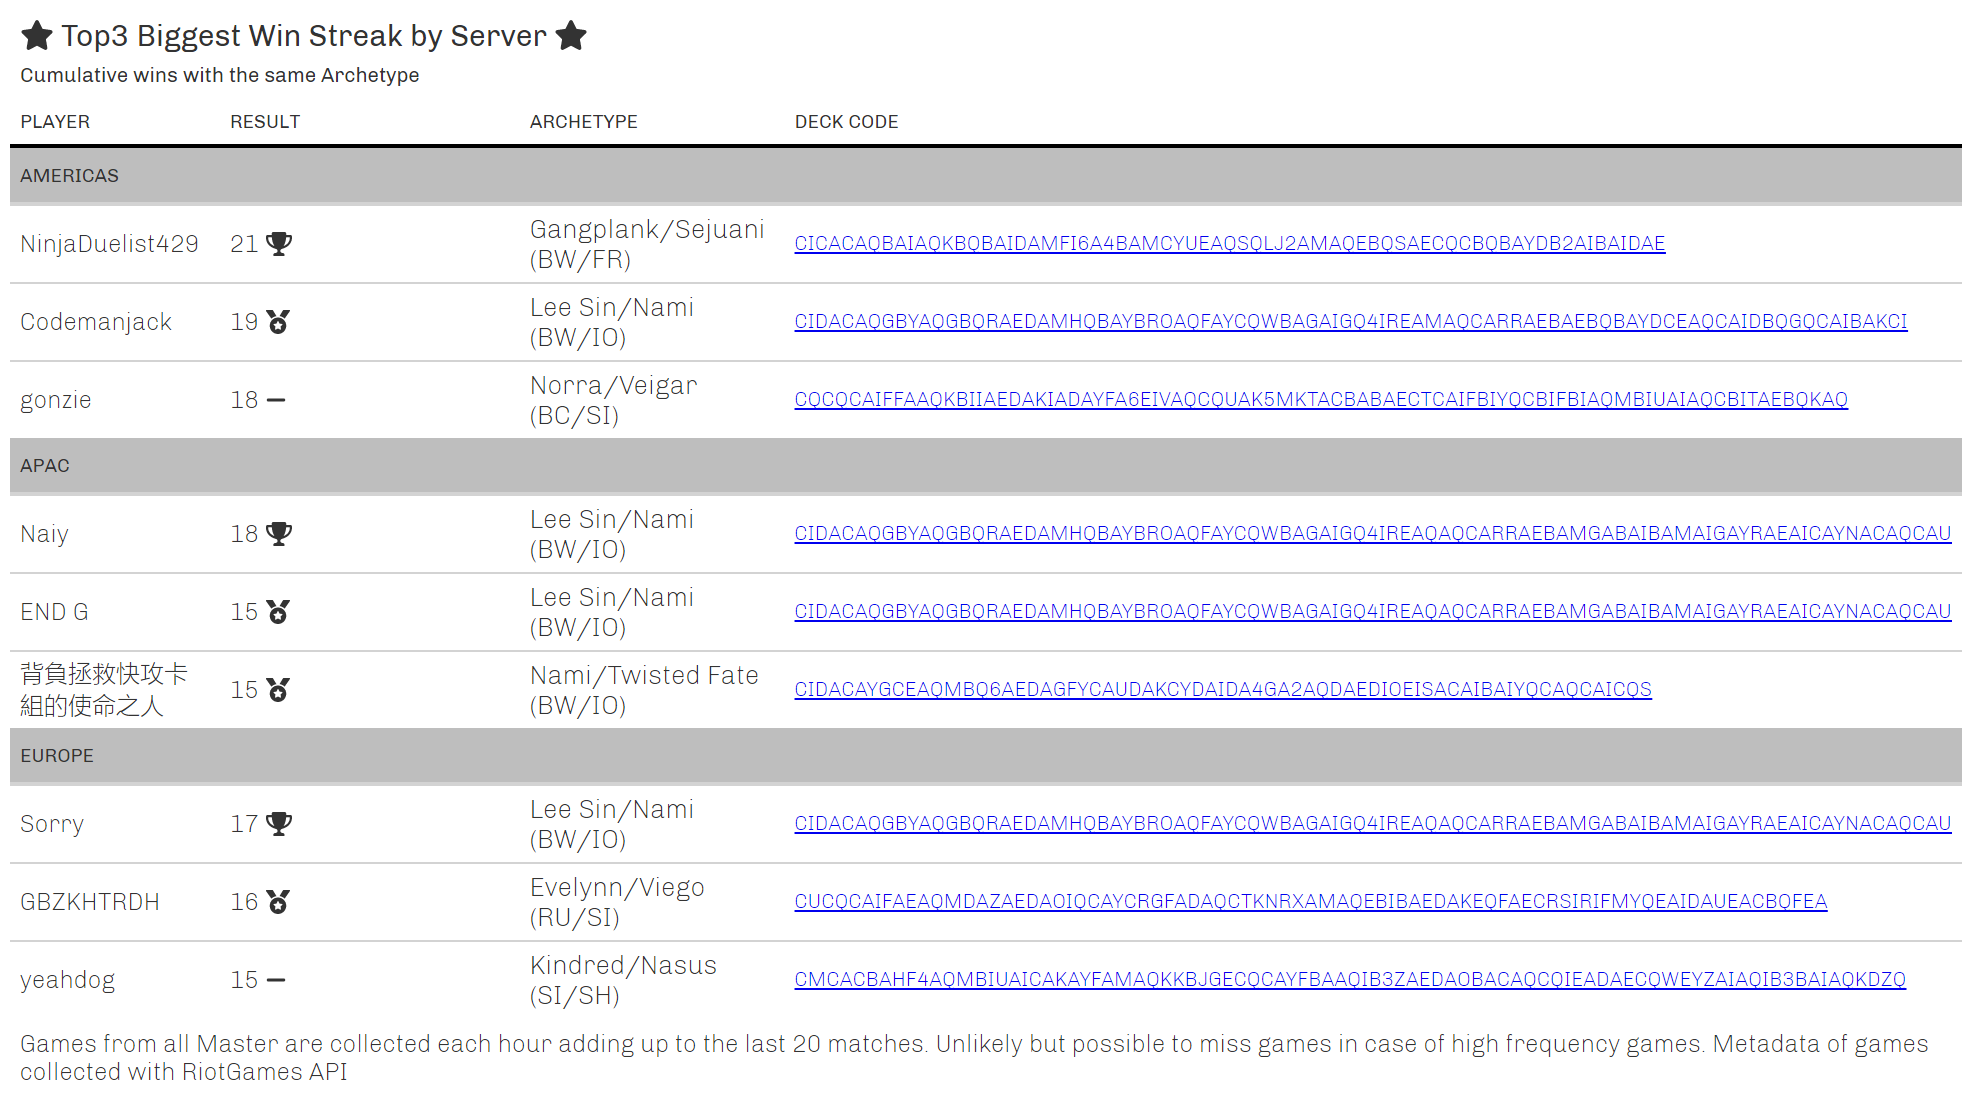 ★ Top3 Biggest Win Streak by Server ★
Cumulative wins with the same Archetype
PLAYER RESULT ARCHETYPE DECK CODE
AMERICAS
NinjaDuelist429 21 Gangplank/Sejuani (BW/FR) CICACAQBAIAQKBQBAIDAMFI6A4BAMCYUEAQSQLJ2AMAQEBQSAECQCBQBAYDB2AIBAIDAE
Codemanjack 19 Lee Sin/Nami (BW/IO) CIDACAQGBYAQGBQRAEDAMHQBAYBROAQFAYCQWBAGAIGQ4IREAMAQCARRAEBAEBQBAYDCEAQCAIDBQGQCAIBAKCI
gonzie 18 Norra/Veigar (BC/SI) CQCQCAIFFAAQKBIIAEDAKIADAYFA6EIVAQCQUAK5MKTACBABAECTCAIFBIYQCBIFBIAQMBIUAIAQCBITAEBQKAQ
APAC
Naiy 18 Lee Sin/Nami (BW/IO) CIDACAQGBYAQGBQRAEDAMHQBAYBROAQFAYCQWBAGAIGQ4IREAQAQCARRAEBAMGABAIBAMAIGAYRAEAICAYNACAQCAU
END G 15 Lee Sin/Nami (BW/IO) CIDACAQGBYAQGBQRAEDAMHQBAYBROAQFAYCQWBAGAIGQ4IREAQAQCARRAEBAMGABAIBAMAIGAYRAEAICAYNACAQCAU
背負拯救快攻卡組的使命之人 15 Nami/Twisted Fate (BW/IO) CIDACAYGCEAQMBQ6AEDAGFYCAUDAKCYDAIDA4GA2AQDAEDIOEISACAIBAIYQCAQCAICQS
EUROPE
Sorry 17 Lee Sin/Nami (BW/IO) CIDACAQGBYAQGBQRAEDAMHQBAYBROAQFAYCQWBAGAIGQ4IREAQAQCARRAEBAMGABAIBAMAIGAYRAEAICAYNACAQCAU
GBZKHTRDH 16 Evelynn/Viego (RU/SI) CUCQCAIFAEAQMDAZAEDAOIQCAYCRGFADAQCTKNRXAMAQEBIBAEDAKEQFAECRSIRIFMYQEAIDAUEACBQFEA
yeahdog 15 Kindred/Nasus (SI/SH) CMCACBAHF4AQMBIUAICAKAYFAMAQKKBJGECQCAYFBAAQIB3ZAEDAOBACAQCQIEADAECQWEYZAIAQIB3BAIAQKDZQ
Games from all Master are collected each hour adding up to the last 20 matches. Unlikely but possible to miss games in case of high frequency games. Metadata of games
collected with RiotGames API